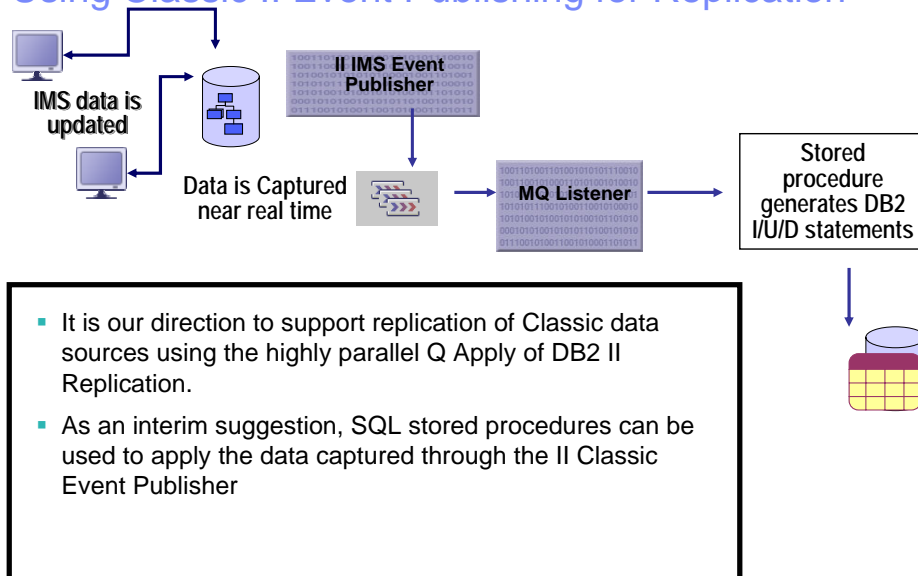 Using Classic II Event Publishing for Replication
II IMS Event
Publisher
IMS data is
updated
Data is Captured
near real time
MQ Listener
Stored
procedure
generates DB2
I/U/D statements
▪ It is our direction to support replication of Classic data
sources using the highly parallel Q Apply of DB2 II
Replication.
▪ As an interim suggestion, SQL stored procedures can be
used to apply the data captured through the II Classic
Event Publisher